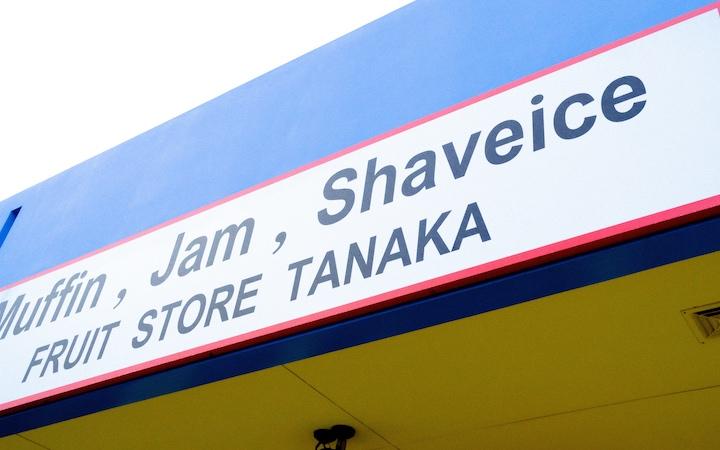 Muffin, Jam, Shaveice
FRUIT STORE TANAKA